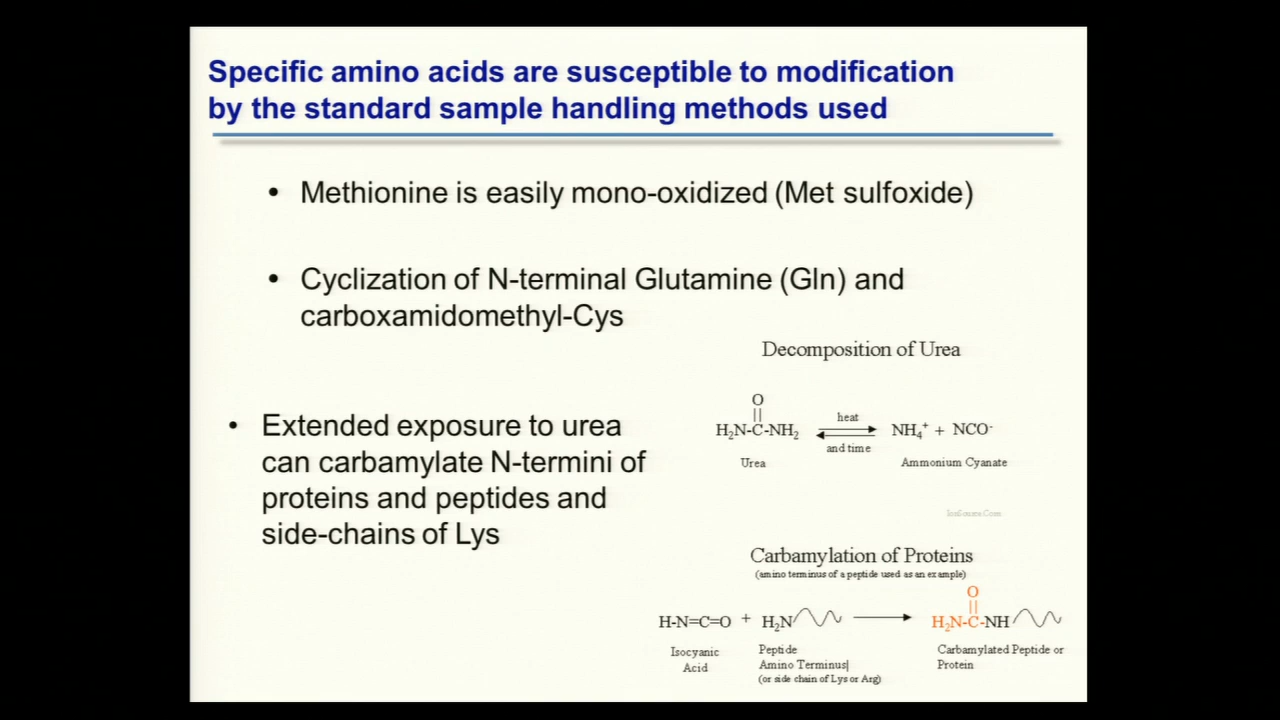 Specific amino acids are susceptible to modification
by the standard sample handling methods used
• Methionine is easily mono-oxidized (Met sulfoxide)
• Cyclization of N-terminal Glutamine (Gln) and
carboxamidomethyl-Cys
• Extended exposure to urea
can carbamylate N-termini of
proteins and peptides and
side-chains of Lys
Decomposition of Urea
O
H₂N-C-NH₂
heat
and time
NH₄⁺ + NCO⁻
Urea
Ammonium Cyanate
IonSource.Com
Carbamylation of Proteins
(amino terminus of a peptide used as an example)
O
H-N=C=O + H₂N
H₂N-C-NH
Isocyanic
Acid
Peptide
Amino Terminus
(or side chain of Lys or Arg)
Carbamylated Peptide or
Protein